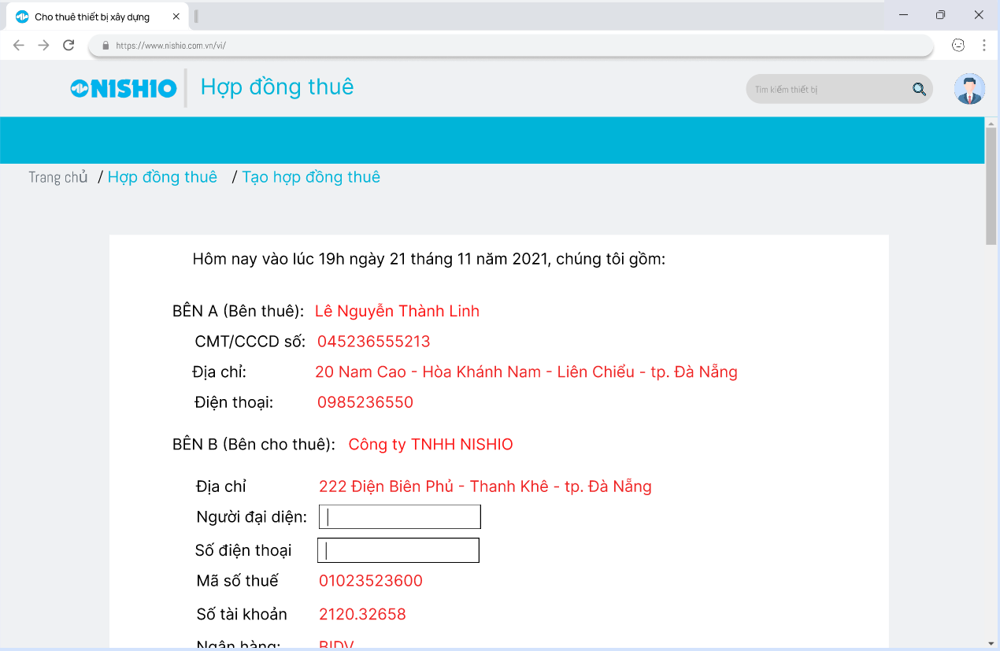 Cho thuê thiết bị xây dựng
https://www.nishio.com.vn/vi/
NISHIO
Hợp đồng thuê
Tìm kiếm thiết bị
Trang chủ / Hợp đồng thuê / Tạo hợp đồng thuê
Hôm nay vào lúc 19h ngày 21 tháng 11 năm 2021, chúng tôi gồm:
BÊN A (Bên thuê): Lê Nguyễn Thành Linh
CMT/CCCD số: 045236555213
Địa chỉ: 20 Nam Cao - Hòa Khánh Nam - Liên Chiểu - tp. Đà Nẵng
Điện thoại: 0985236550
BÊN B (Bên cho thuê): Công ty TNHH NISHIO
Địa chỉ 222 Điện Biên Phủ - Thanh Khê - tp. Đà Nẵng
Người đại diện:
Số điện thoại
Mã số thuế 01023523600
Số tài khoản 2120.32658
Ngân hàng: BIDV